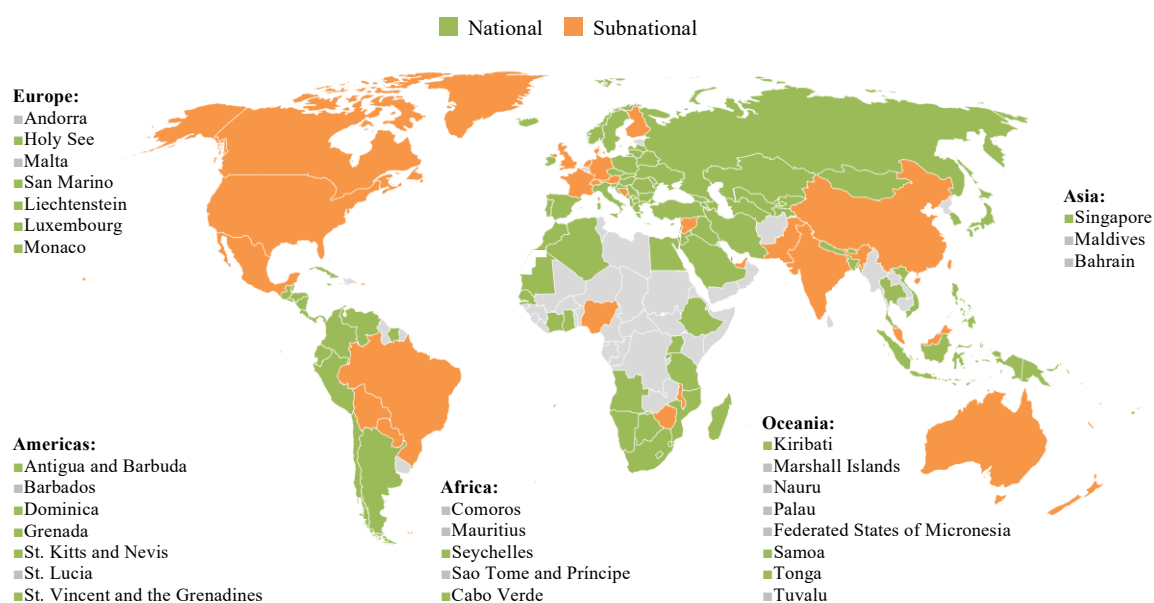 National Subnational
Europe:
Andorra
Holy See
Malta
San Marino
Liechtenstein
Luxembourg
Monaco
Asia:
Singapore
Maldives
Bahrain
Americas:
Antigua and Barbuda
Barbados
Dominica
Grenada
St. Kitts and Nevis
St. Lucia
St. Vincent and the Grenadines
Africa:
Comoros
Mauritius
Seychelles
Sao Tome and Príncipe
Cabo Verde
Oceania:
Kiribati
Marshall Islands
Nauru
Palau
Federated States of Micronesia
Samoa
Tonga
Tuvalu